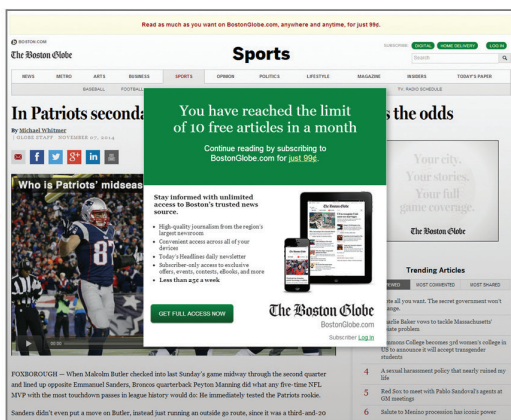 Read as much as you want on BostonGlobe.com, anywhere and anytime, for just 99¢.
BOSTON.COM
SUBSCRIBE DIGITAL HOME DELIVERY LOG IN
The Boston Globe
Sports
Search
NEWS METRO ARTS BUSINESS SPORTS OPINION POLITICS LIFESTYLE MAGAZINE INSIDERS TODAY'S PAPER
BASEBALL FOOTBALL TV, RADIO SCHEDULE
In Patriots seconda
s the odds
By Michael Whitmer
GLOBE STAFF NOVEMBER 07, 2014
You have reached the limit
of 10 free articles in a month
Continue reading by subscribing to
BostonGlobe.com for just 99¢.
Who is Patriots' midseas
87
00:00
Stay informed with unlimited
access to Boston's trusted news
source.
• High-quality journalism from the region's
largest newsroom
• Convenient access across all of your
devices
• Today's Headlines daily newsletter
• Subscriber-only access to exclusive
offers, events, contests, eBooks, and more
• Less than 25¢ a week
GET FULL ACCESS NOW
The Boston Globe
BostonGlobe.com
Subscriber Log in
Your city.
Your stories.
Your full
game coverage.
The Boston Globe
Trending Articles
MOST COMMENTED MOST SHARED
all you want. The secret government won't
Baker vows to tackle Massachusetts'
problem
College becomes 3rd women's college in
US to announce it will accept transgender
students
4 A sexual harassment policy that nearly ruined my
life
5 Red Sox to meet with Pablo Sandoval's agents at
GM meetings
6 Salute to Menino procession has iconic power
FOXBOROUGH — When Malcolm Butler checked into last Sunday's game midway through the second quarter
and lined up opposite Emmanuel Sanders, Broncos quarterback Peyton Manning did what any five-time NFL
MVP with the most touchdown passes in league history would do: He immediately tested the Patriots rookie.
Sanders didn't even put a move on Butler, instead just running an outside go route, since it was a third-and-20